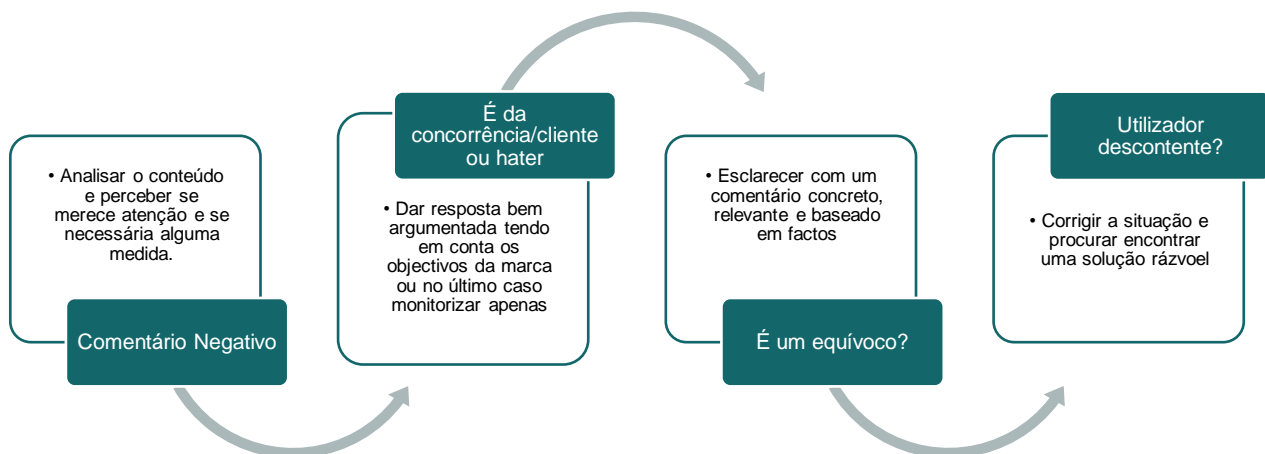 • Analisar o conteúdo
e perceber se
merece atenção e se
necessária alguma
medida.
Comentário Negativo
É da
concorrência/cliente
ou hater
• Dar resposta bem
argumentada tendo
em conta os
objectivos da marca
ou no último caso
monitorizar apenas
• Esclarecer com um
comentário concreto,
relevante e baseado
em factos
É um equívoco?
Utilizador
descontente?
• Corrigir a situação e
procurar encontrar
uma solução rázvoel